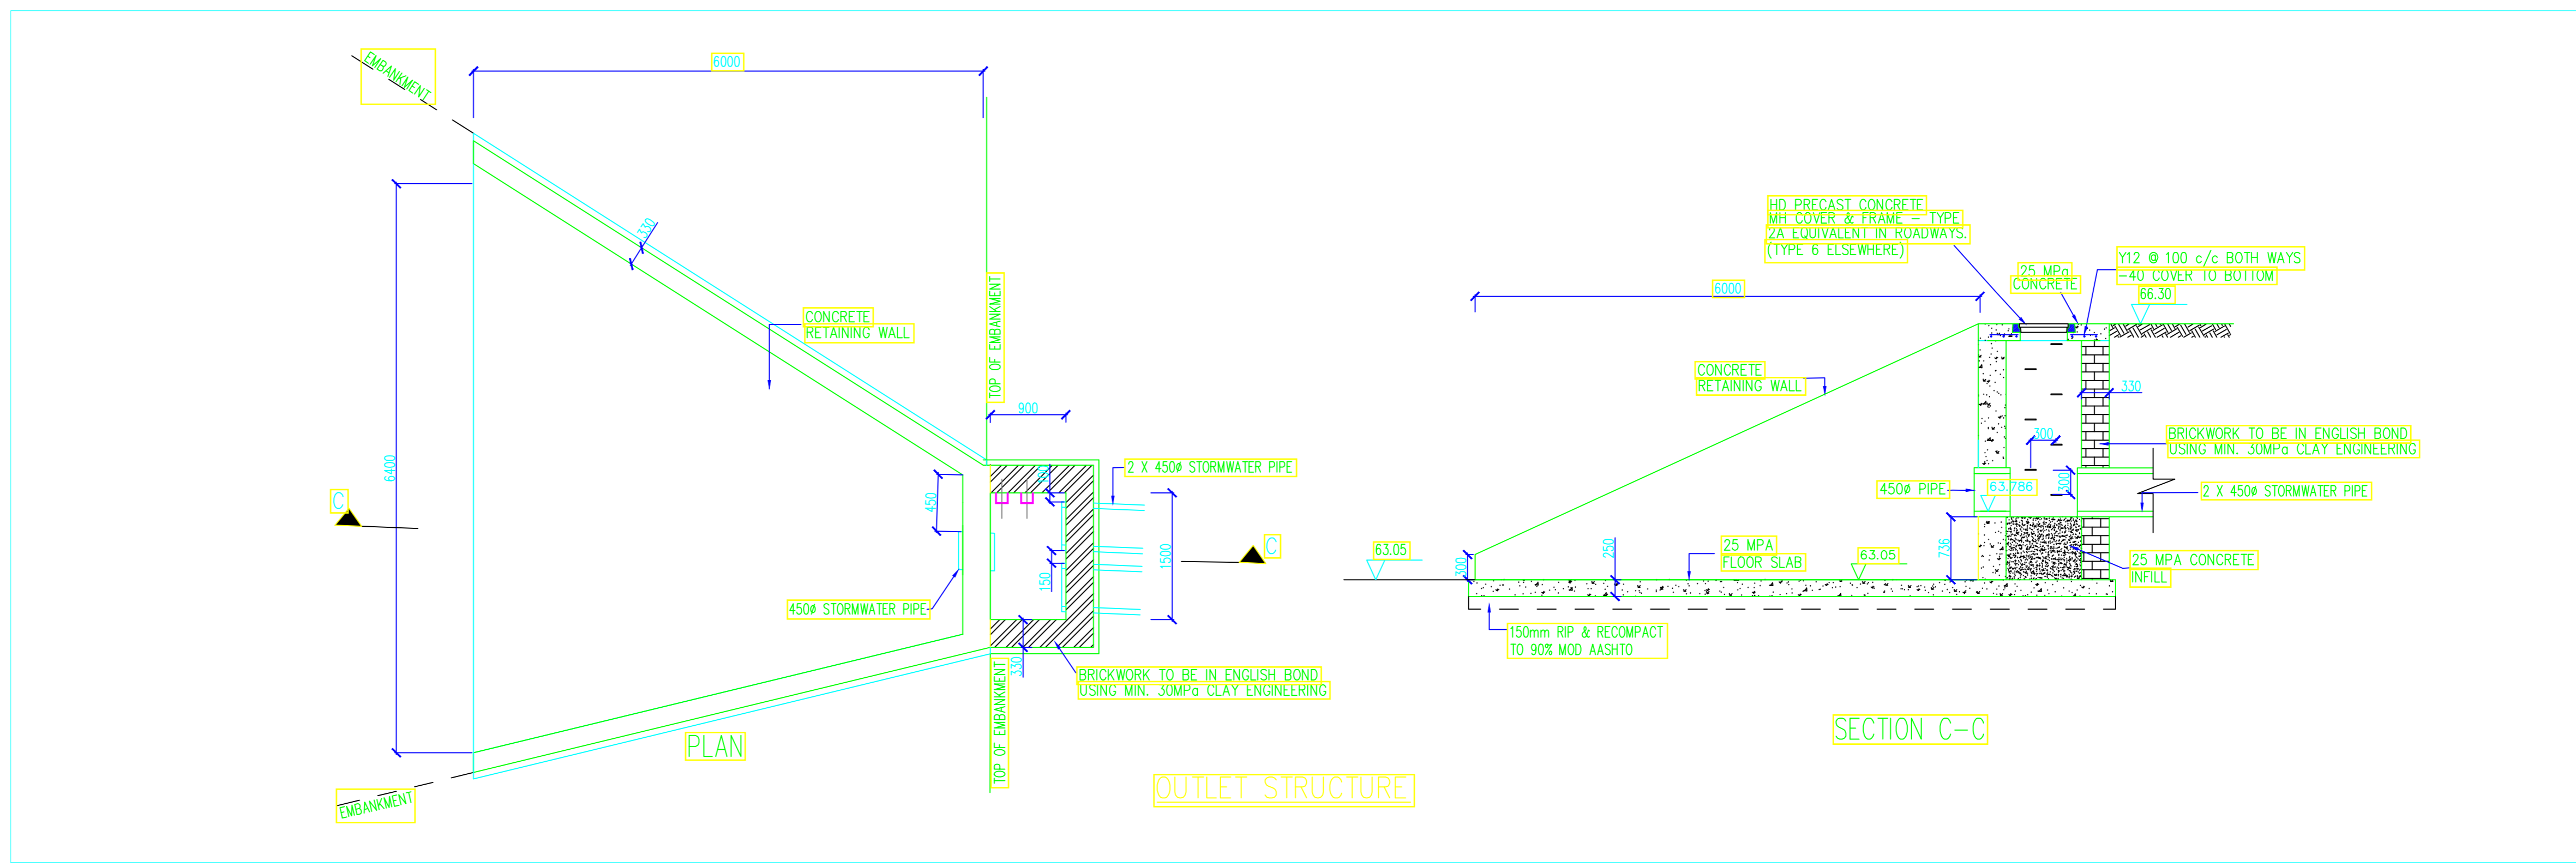 EMBANKMENT
6000
330
6400
CONCRETE
RETAINING WALL
TOP OF EMBANKMENT
900
2 X 450ø STORMWATER PIPE
C
450
150
1500
C
450ø STORMWATER PIPE
330
BRICKWORK TO BE IN ENGLISH BOND
USING MIN. 30MPa CLAY ENGINEERING
TOP OF EMBANKMENT
EMBANKMENT
PLAN
OUTLET STRUCTURE
HD PRECAST CONCRETE
MH COVER & FRAME – TYPE
2A EQUIVALENT IN ROADWAYS.
(TYPE 6 ELSEWHERE)
25 MPa
CONCRETE
Y12 @ 100 c/c BOTH WAYS
-40 COVER TO BOTTOM
66.30
6000
CONCRETE
RETAINING WALL
330
300
BRICKWORK TO BE IN ENGLISH BOND
USING MIN. 30MPa CLAY ENGINEERING
450ø PIPE
63.786
300
2 X 450ø STORMWATER PIPE
63.05
300
250
25 MPA
FLOOR SLAB
63.05
736
25 MPA CONCRETE
INFILL
150mm RIP & RECOMPACT
TO 90% MOD AASHTO
SECTION C-C